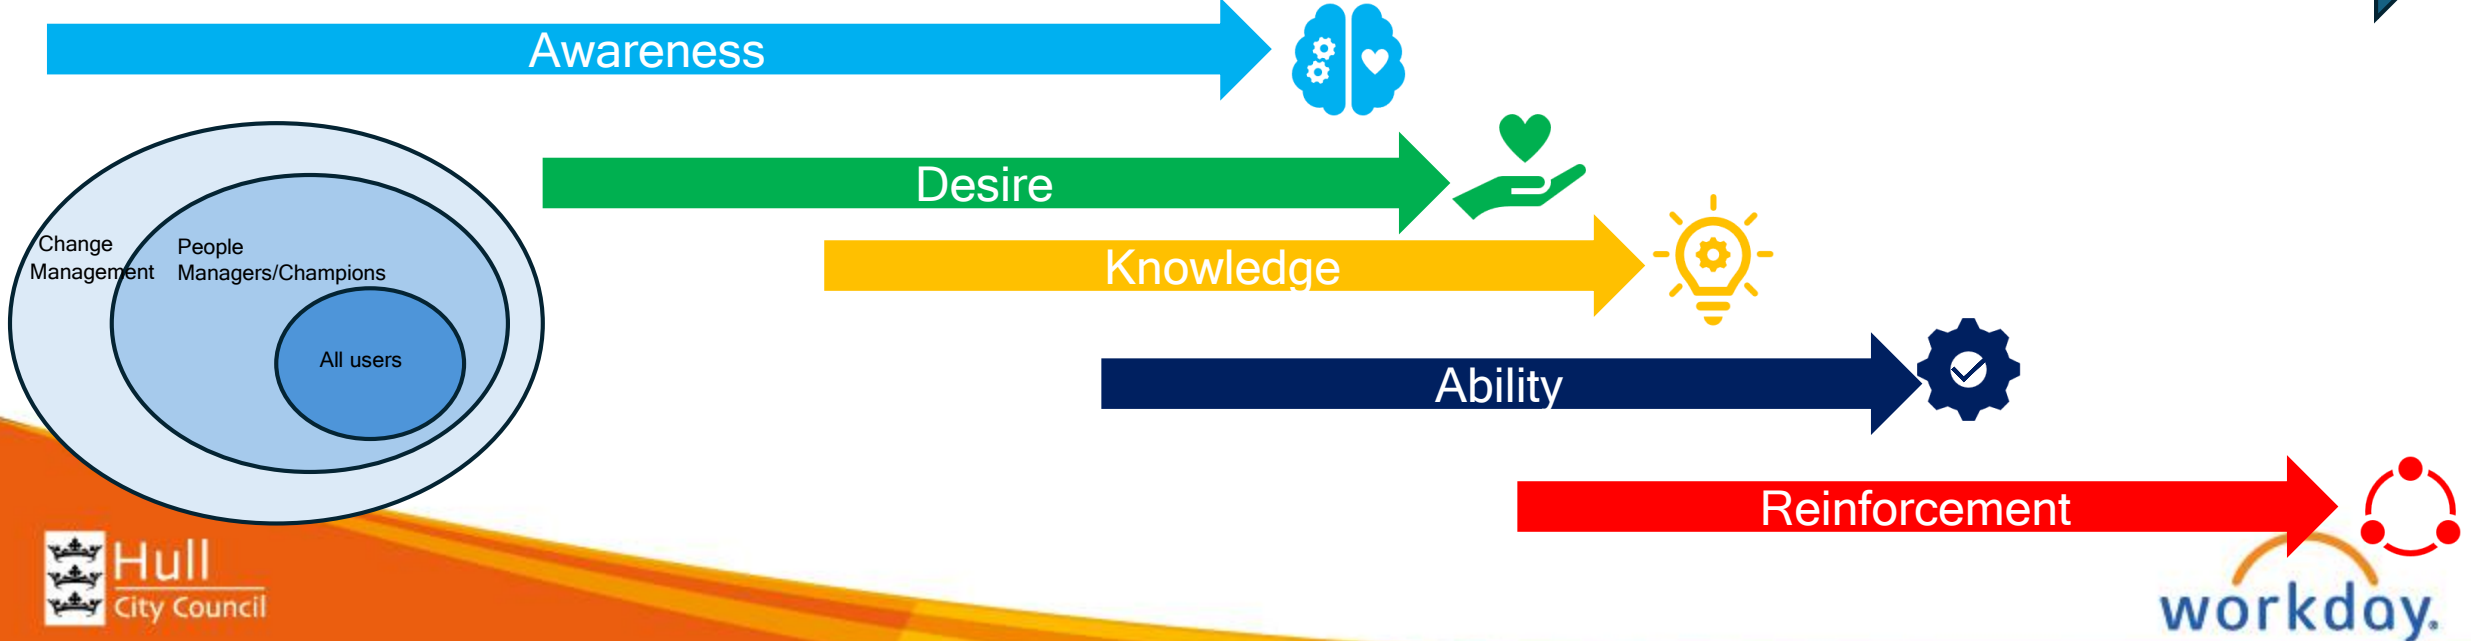 Awareness
Desire
Change
Management
People
Managers/Champions
Knowledge
All users
Ability
Reinforcement
Hull
City Council
workday.